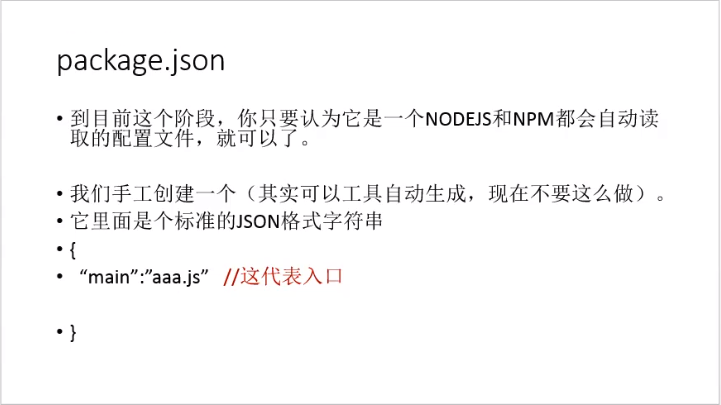 package.json
• 到目前这个阶段，你只要认为它是一个NODEJS和NPM都会自动读
取的配置文件，就可以了。
• 我们手工创建一个（其实可以工具自动生成，现在不要这么做）。
• 它里面是个标准的JSON格式字符串
• {
• “main”:”aaa.js” //这代表入口
• }